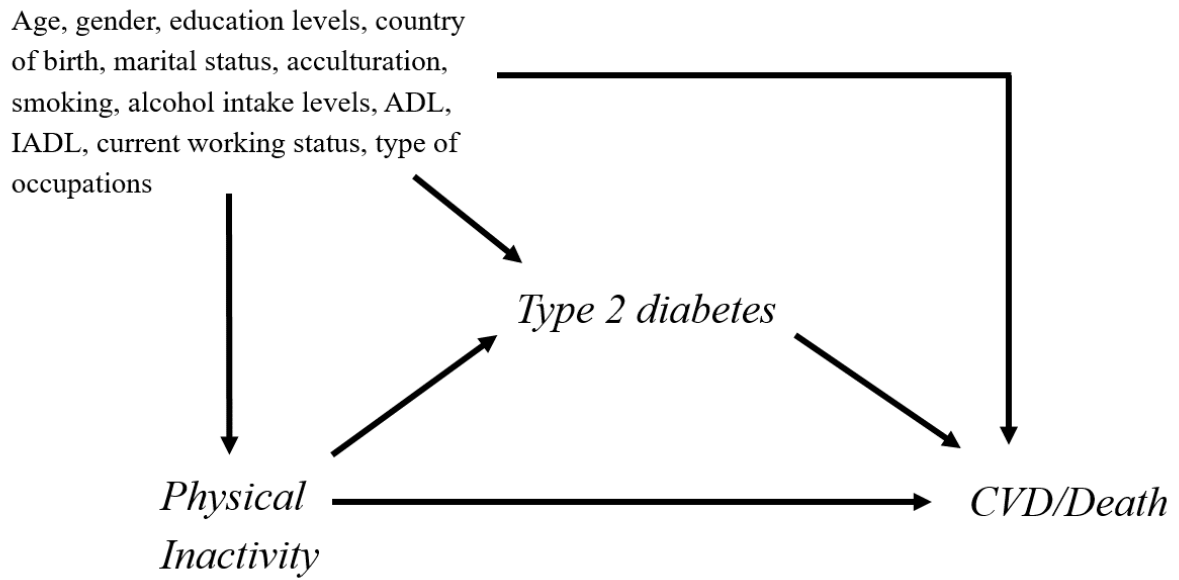 Age, gender, education levels, country
of birth, marital status, acculturation,
smoking, alcohol intake levels, ADL,
IADL, current working status, type of
occupations
Type 2 diabetes
Physical
Inactivity
CVD/Death